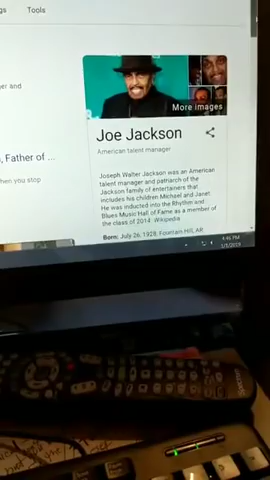 Tools
er and
More images
Joe Jackson
, Father of ...
American talent manager
hen you stop
Joseph Walter Jackson was an American
talent manager and patriarch of the
Jackson family of entertainers that
includes his children Michael and Janet.
He was inducted into the Rhythm and
Blues Music Hall of Fame as a member of
the class of 2014. Wikipedia
Born: July 26, 1928, Fountain Hill, AR